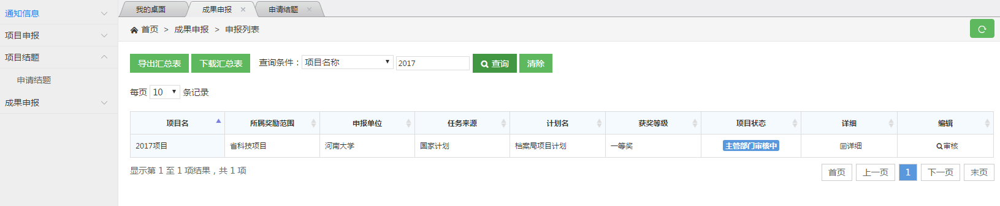 通知信息
项目申报
项目结题
申请结题
成果申报
我的桌面 成果申报 × 申请结题 ×
首页 > 成果申报 > 申报列表
导出汇总表 下载汇总表 查询条件：项目名称 2017 查询 清除
每页 10 条记录
项目名 所属奖励范围 申报单位 任务来源 计划名 获奖等级 项目状态 详细 编辑
2017项目 省科技项目 河南大学 国家计划 档案局项目计划 一等奖 主管部门审核中 详细 审核
显示第 1 至 1 项结果，共 1 项
首页 上一页 1 下一页 末页